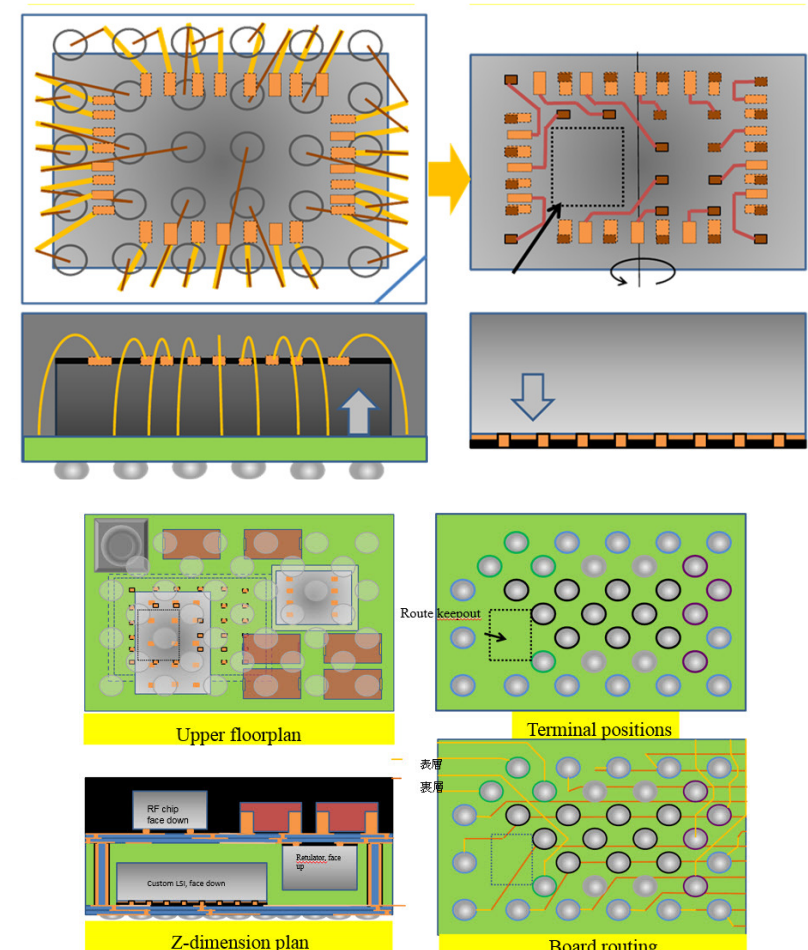 Route keepout
Upper floorplan
Terminal positions
表層
裏層
RF chip
face down
Retulator, face
up
Custom LSI, face down
Z-dimension plan
Board routing